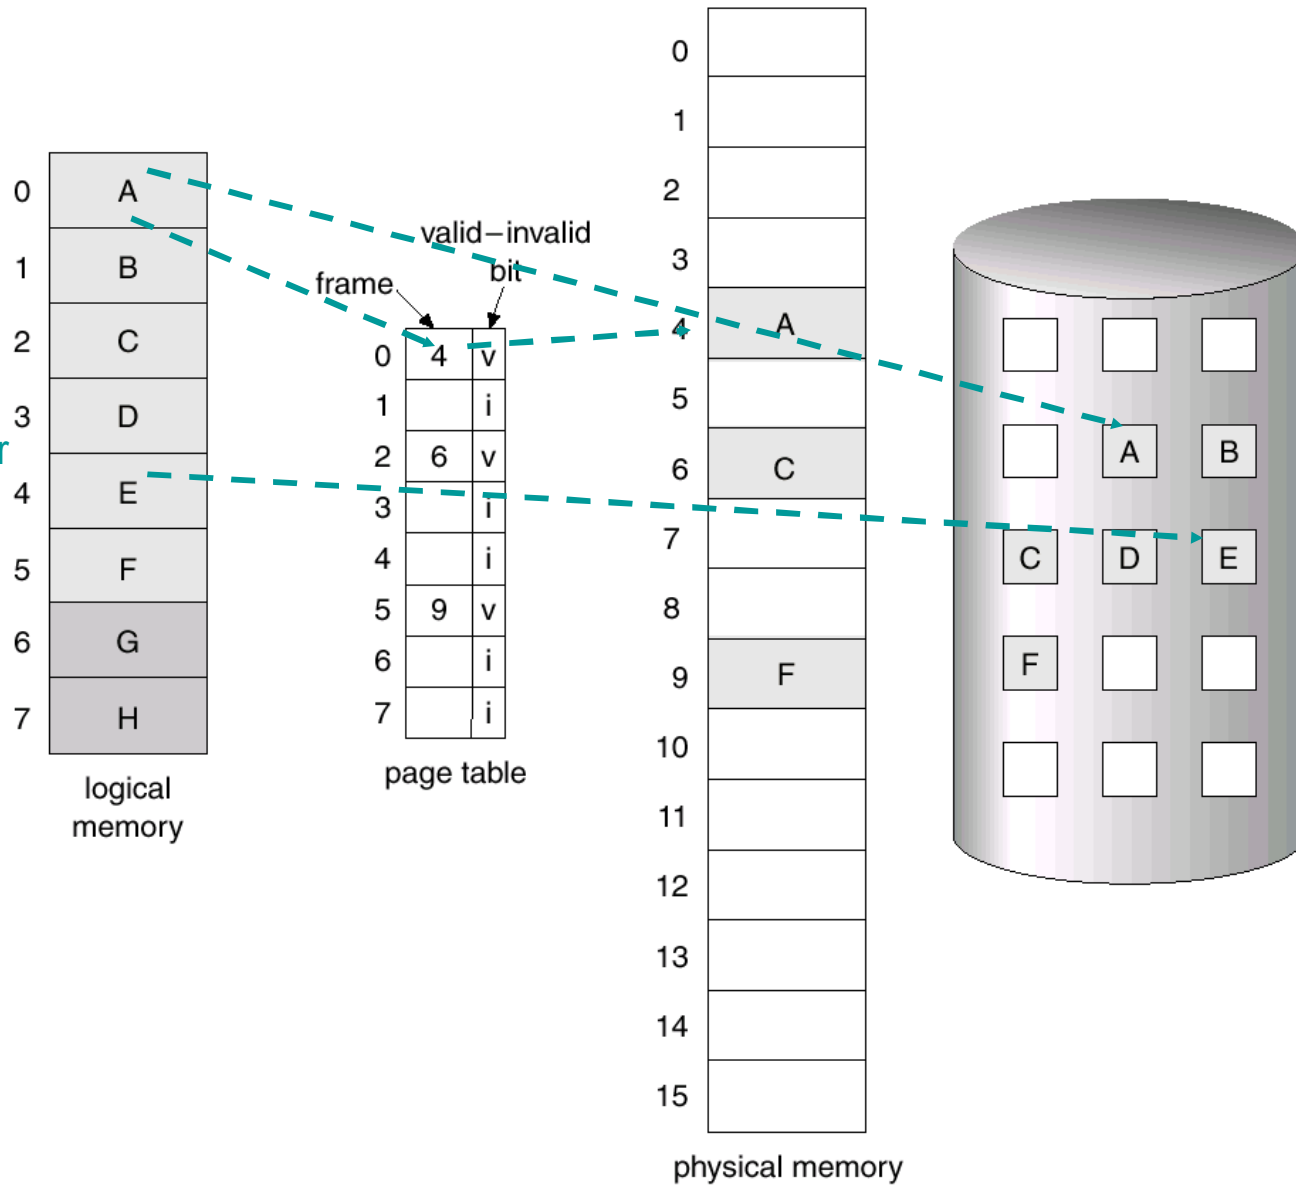 0 A
1 B
2 C
3 D
r
4 E
5 F
6 G
7 H
logical
memory
valid–invalid
bit
frame
0 4 v
1 i
2 6 v
3 i
4 i
5 9 v
6 i
7 i
page table
0
1
2
3
4 A
5
6 C
7
8
9 F
10
11
12
13
14
15
physical memory
A B
C D E
F